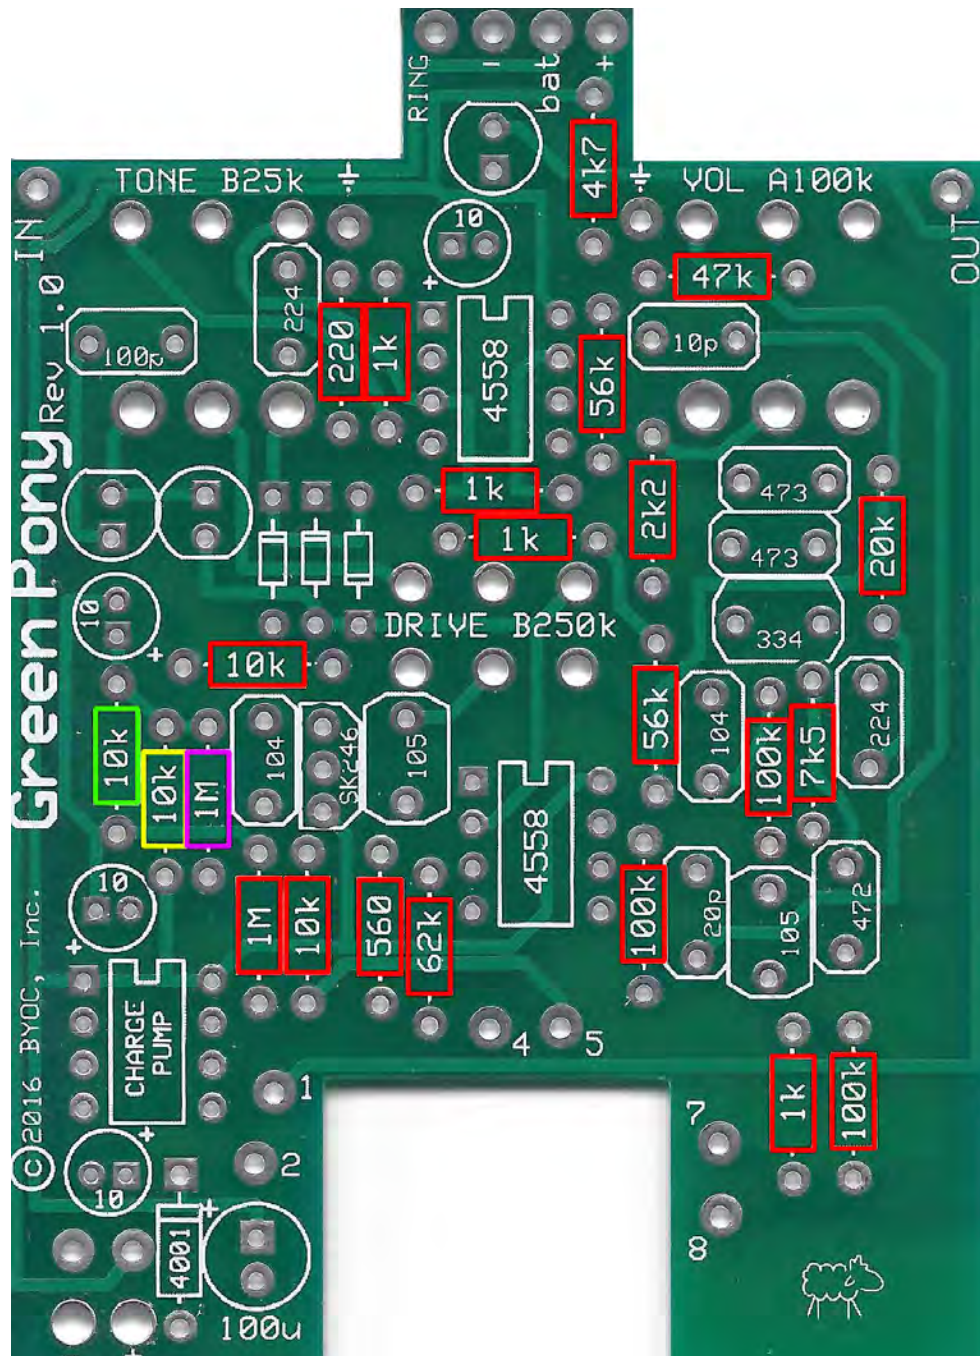 RING
-
bat
+
TONE B25k
4k7
VOL A100k
IN
10
OUT
+
224
220
1k
47k
100p
4558
56k
10p
Green Pony Rev 1.0
1k
2k2
473
1k
473
20k
10
+
DRIVE B250k
334
10k
10k
10k
1M
104
SK246
105
56k
104
100k
7k5
224
4558
10
+
1M
10k
560
62k
100k
20p
105
472
CHARGE
PUMP
4
5
©2016 BYOC, Inc.
1
7
1k
100k
2
+
10
8
4001
+
100u
+